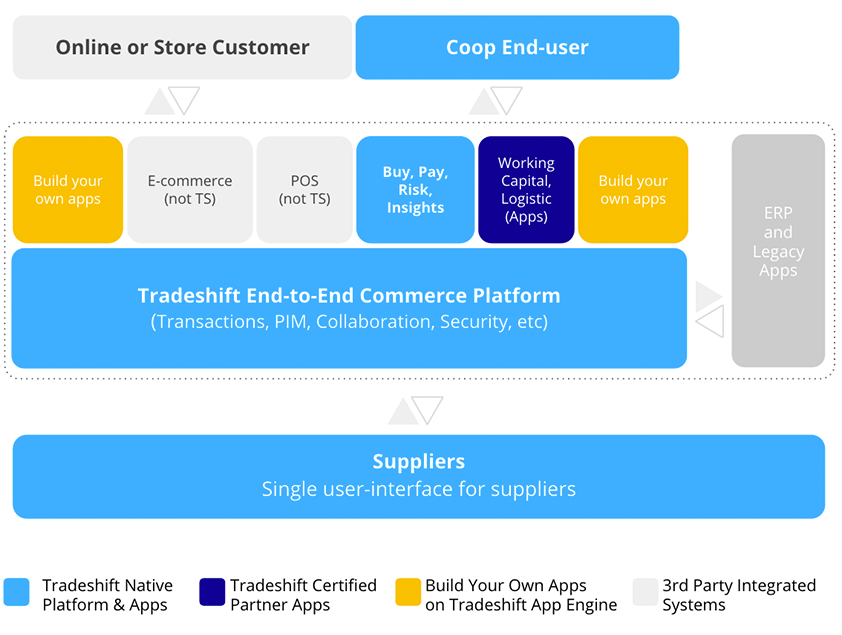 Online or Store Customer
Coop End-user
Build your
own apps
E-commerce
(not TS)
POS
(not TS)
Buy, Pay,
Risk,
Insights
Working
Capital,
Logistic
(Apps)
Build your
own apps
ERP
and
Legacy
Apps
Tradeshift End-to-End Commerce Platform
(Transactions, PIM, Collaboration, Security, etc)
Suppliers
Single user-interface for suppliers
Tradeshift Native
Platform & Apps
Tradeshift Certified
Partner Apps
Build Your Own Apps
on Tradeshift App Engine
3rd Party Integrated
Systems